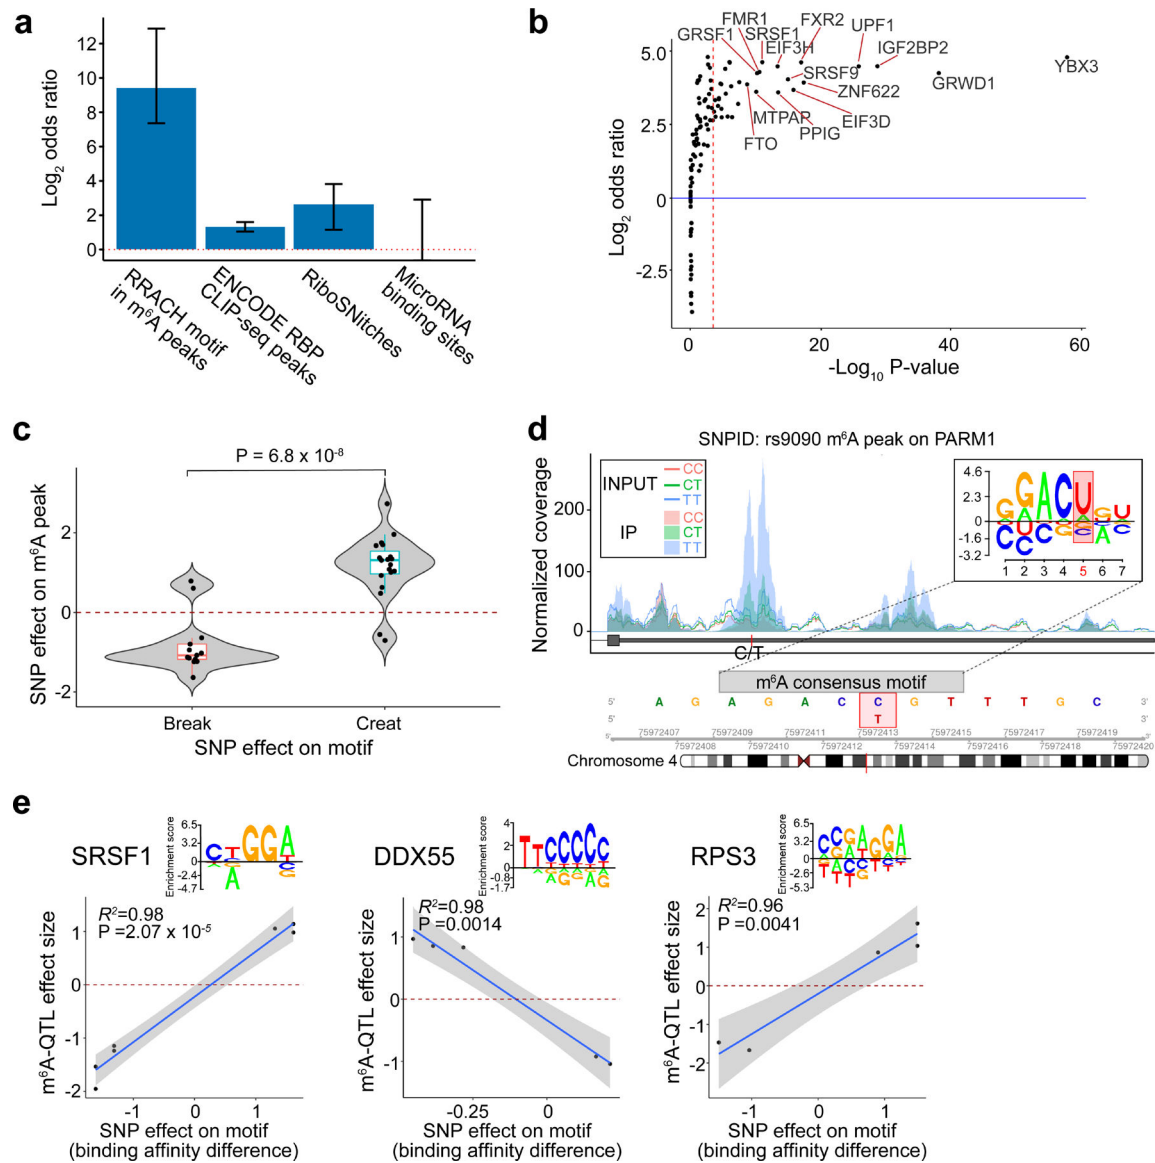 a
12
10
8
6
4
2
0
Log2 odds ratio
RRACH motif
in m6A peaks
ENCODE RBP
CLIP-seq peaks
RiboSNitches
MicroRNA
binding sites
b
FMR1
FXR2
UPF1
GRSF1
SRSF1
EIF3H
IGF2BP2
YBX3
SRSF9
GRWD1
ZNF622
MTPAP
EIF3D
PPIG
FTO
5.0
2.5
0
-2.5
Log2 odds ratio
0
20
40
60
-Log10 P-value
c
P = 6.8 x 10-8
2
0
-2
SNP effect on m6A peak
Break
Creat
SNP effect on motif
d
SNPID: rs9090 m6A peak on PARM1
Normalized coverage
200
100
0
INPUT
CC
CT
TT
IP
CC
CT
TT
4.6
2.3
0
-1.6
-3.2
G G A C U G U
1 2 3 4 5 6 7
C/T
m6A consensus motif
5' A G A G A C C G T T T G C 3'
5' T 3'
5' 75972407 75972409 75972411 75972413 75972415 75972417 75972419 3'
75972408 75972410 75972412 75972414 75972416 75972418 75972420
Chromosome 4
e
SRSF1
Enrichment score
6.5
3.2
0
-2.4
-4.7
C T G G A
R2=0.98
P =2.07 x 10-5
m6A-QTL effect size
1
0
-1
-2
-1
0
1
SNP effect on motif
(binding affinity difference)
DDX55
Enrichment score
4
2
0
-0.8
-1.7
T T C C C C C
R2=0.98
P =0.0014
m6A-QTL effect size
1
0
-1
-0.25
0
SNP effect on motif
(binding affinity difference)
RPS3
Enrichment score
6.5
3.2
0
-2.6
-5.3
C C G A G G A
R2=0.96
P =0.0041
m6A-QTL effect size
2
1
0
-1
-2
-1
0
1
SNP effect on motif
(binding affinity difference)